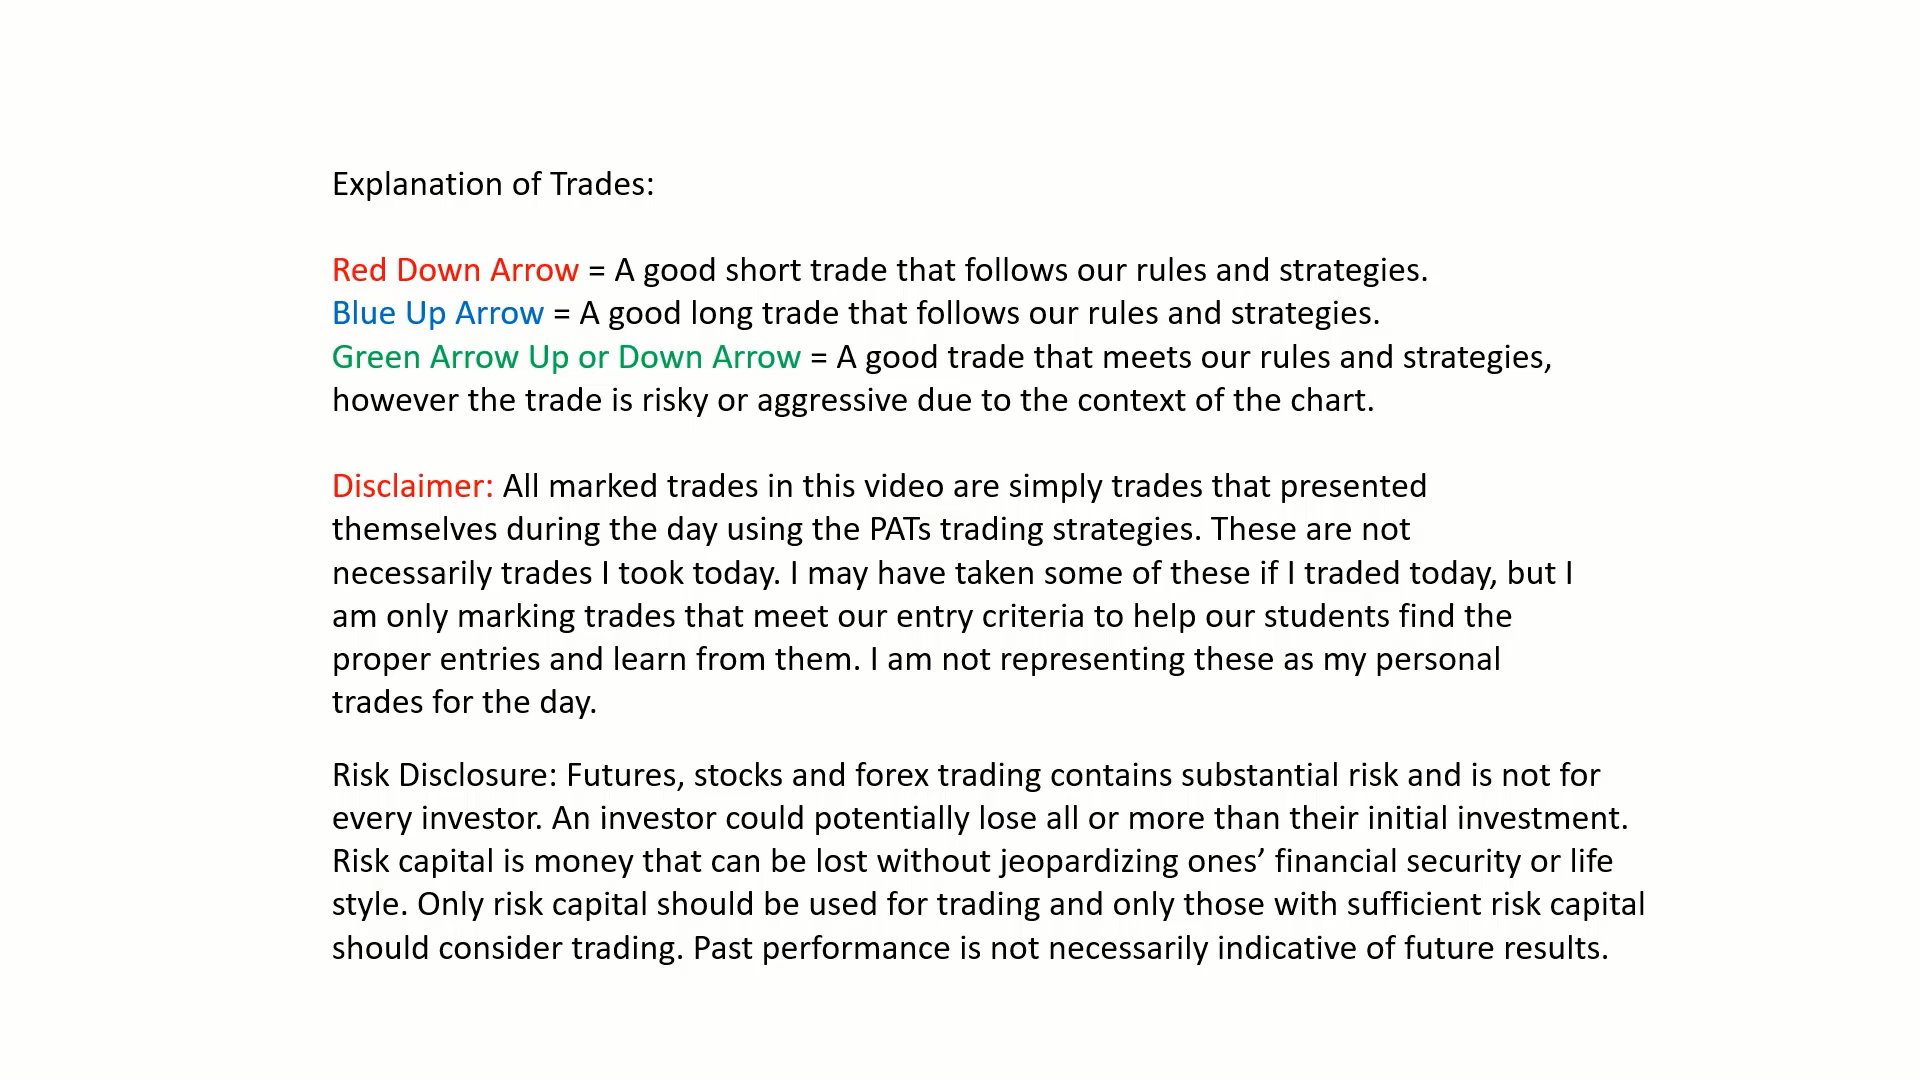 Explanation of Trades:
Red Down Arrow = A good short trade that follows our rules and strategies.
Blue Up Arrow = A good long trade that follows our rules and strategies.
Green Arrow Up or Down Arrow = A good trade that meets our rules and strategies,
however the trade is risky or aggressive due to the context of the chart.
Disclaimer: All marked trades in this video are simply trades that presented
themselves during the day using the PATs trading strategies. These are not
necessarily trades I took today. I may have taken some of these if I traded today, but I
am only marking trades that meet our entry criteria to help our students find the
proper entries and learn from them. I am not representing these as my personal
trades for the day.
Risk Disclosure: Futures, stocks and forex trading contains substantial risk and is not for
every investor. An investor could potentially lose all or more than their initial investment.
Risk capital is money that can be lost without jeopardizing ones’ financial security or life
style. Only risk capital should be used for trading and only those with sufficient risk capital
should consider trading. Past performance is not necessarily indicative of future results.